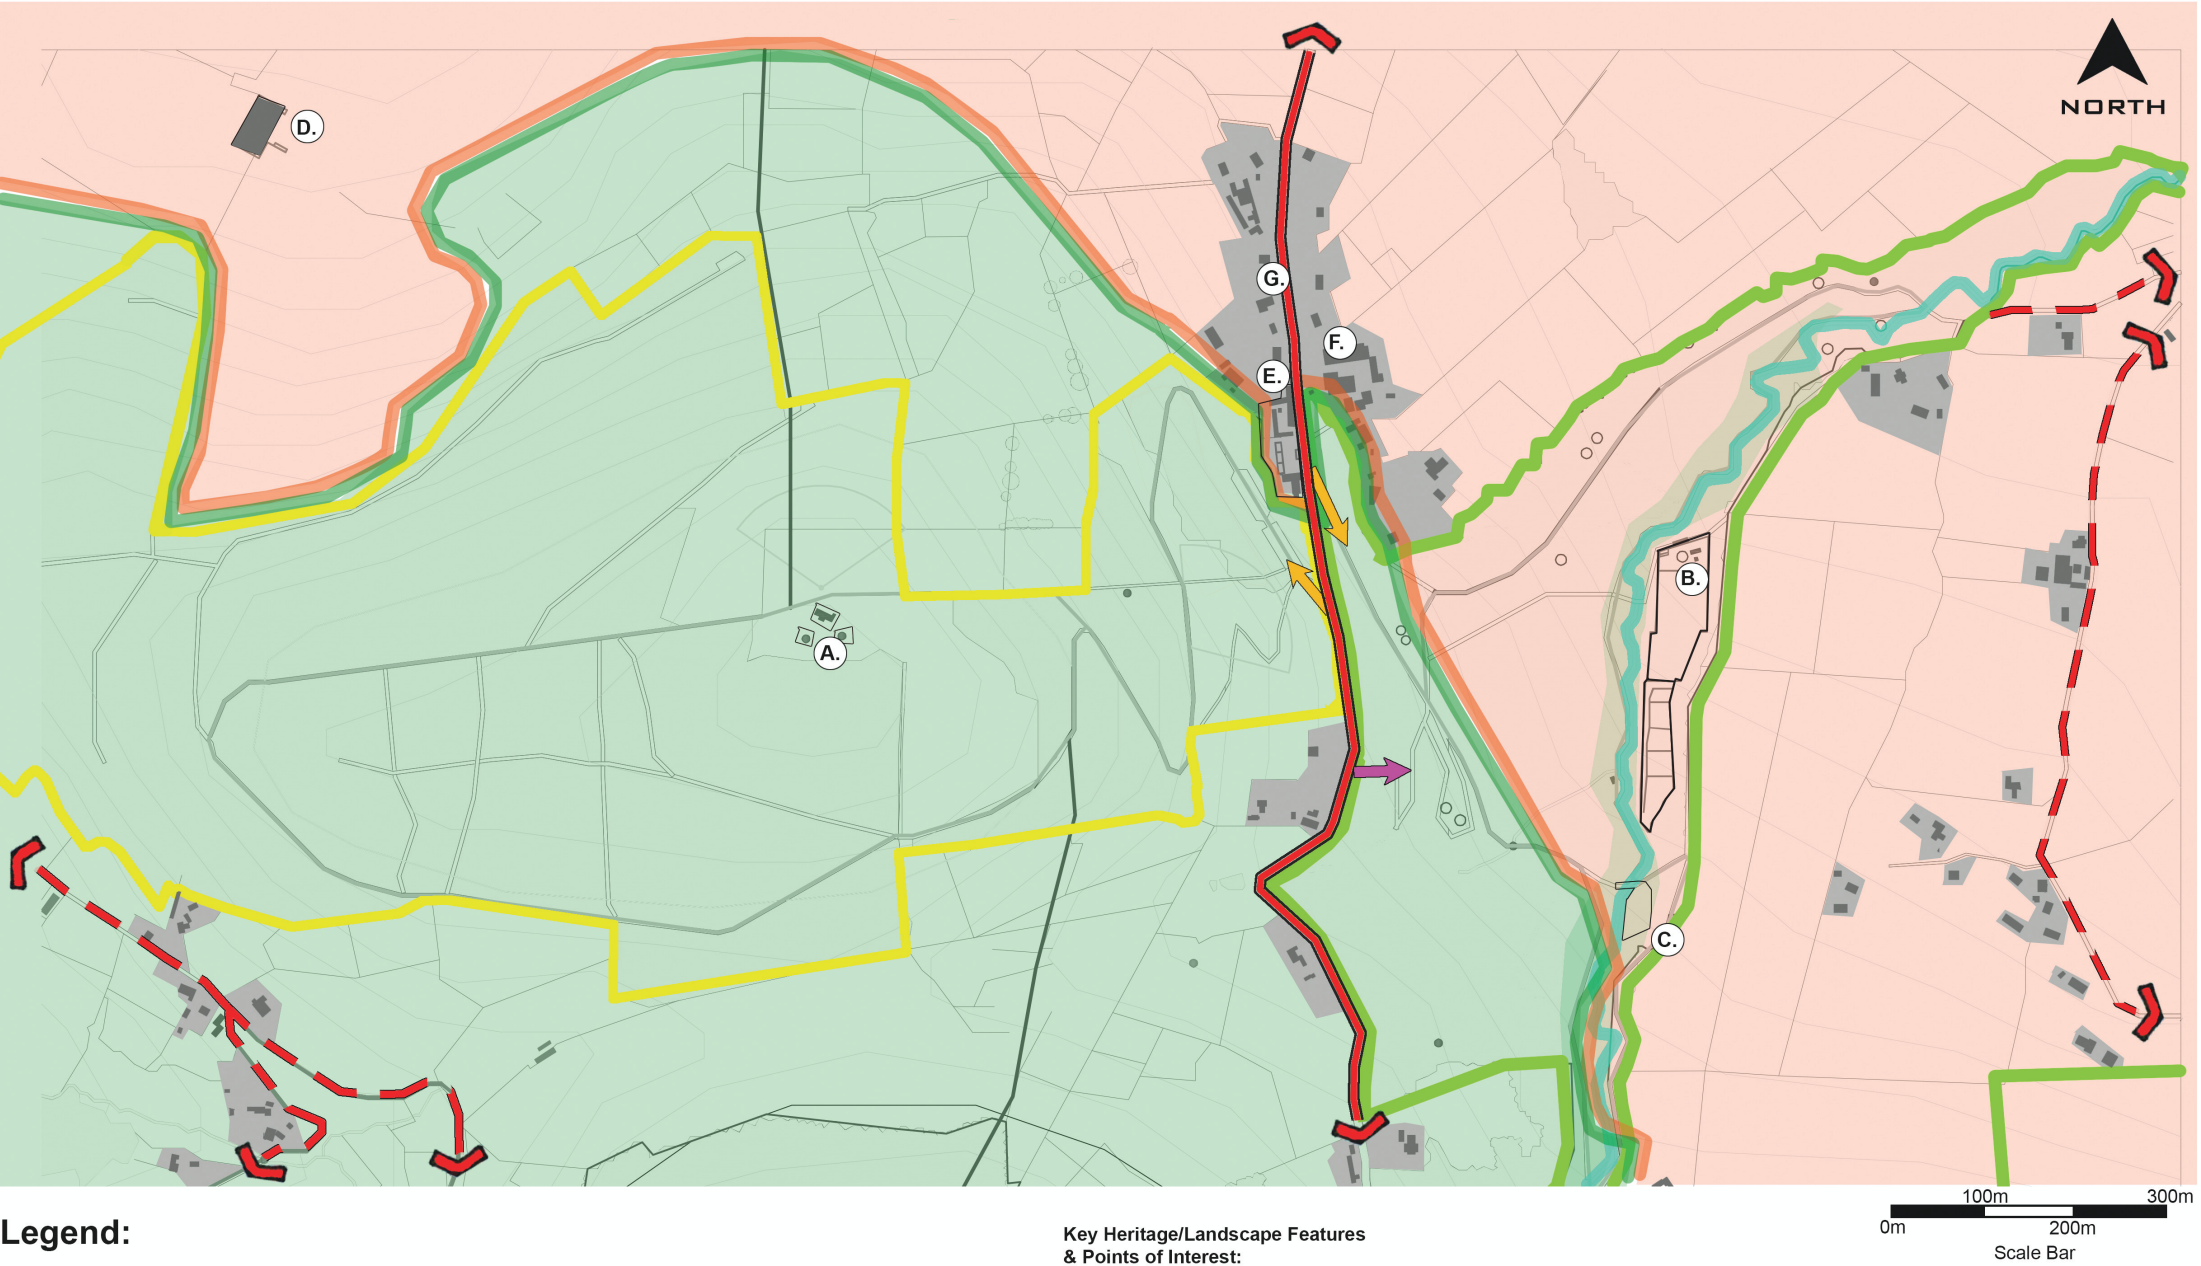 NORTH
D.
G.
F.
E.
B.
A.
C.
100m
300m
0m
200m
Scale Bar
Legend:
Key Heritage/Landscape Features
& Points of Interest: